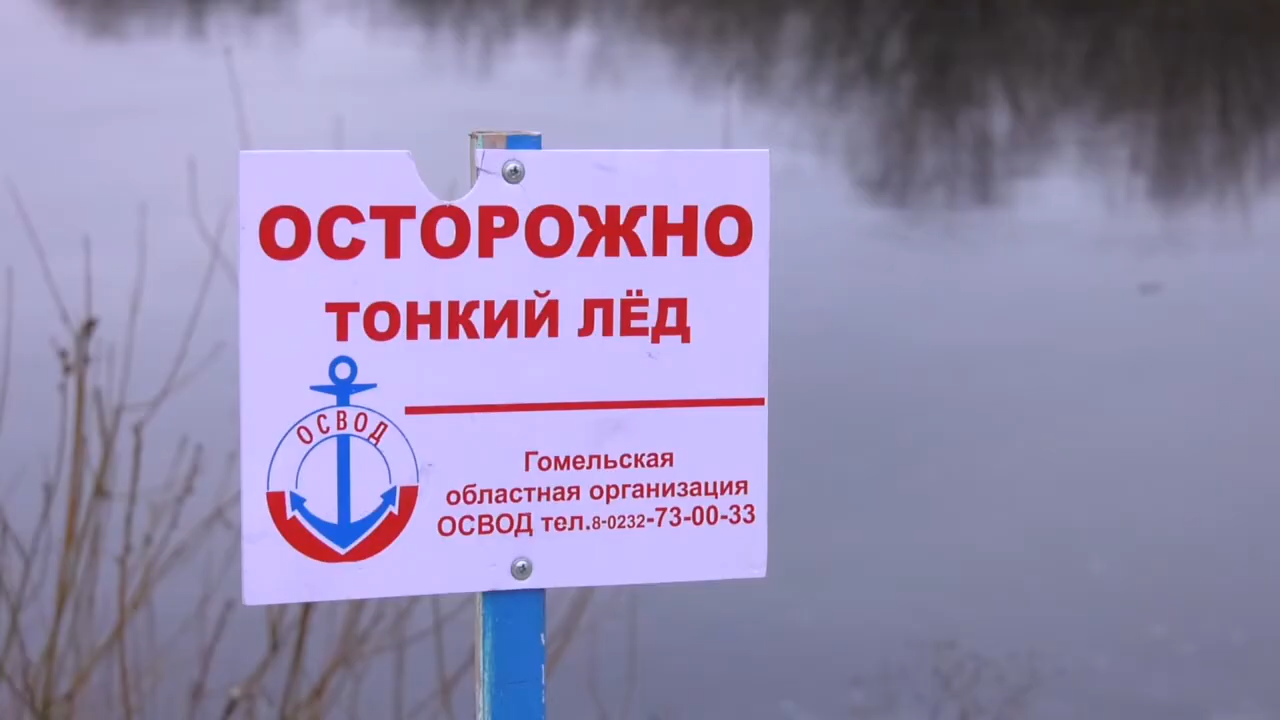 ОСТОРОЖНО
ТОНКИЙ ЛЁД
ОСВОД
Гомельская
областная организация
ОСВОД тел.8-0232-73-00-33